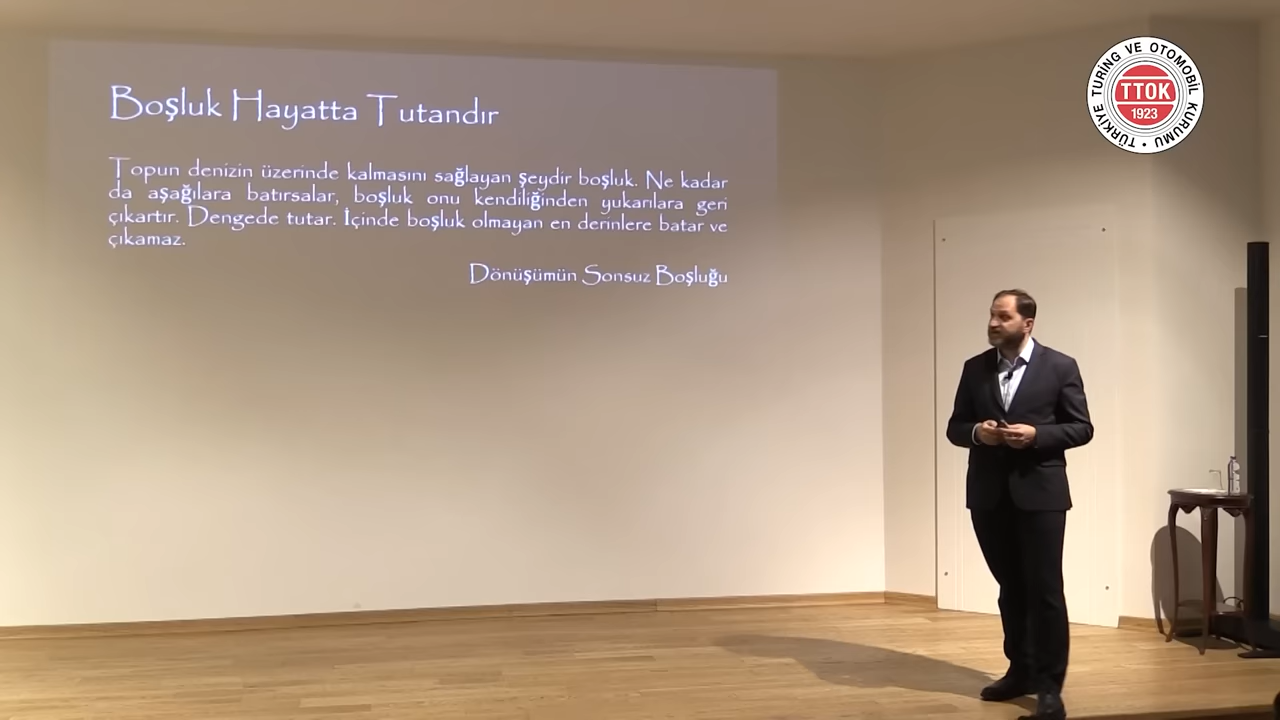 Boşluk Hayatta Tutandır
Topun denizin üzerinde kalmasını sağlayan şeydir boşluk. Ne kadar
da aşağılara batırsalar, boşluk onu kendiliğinden yukarılara geri
çıkartır. Dengede tutar. İçinde boşluk olmayan en derinlere batar ve
çıkamaz.
Dönüşümün Sonsuz Boşluğu
TÜRKİYE TURİNG VE OTOMOBİL KURUMU
TTOK
1923